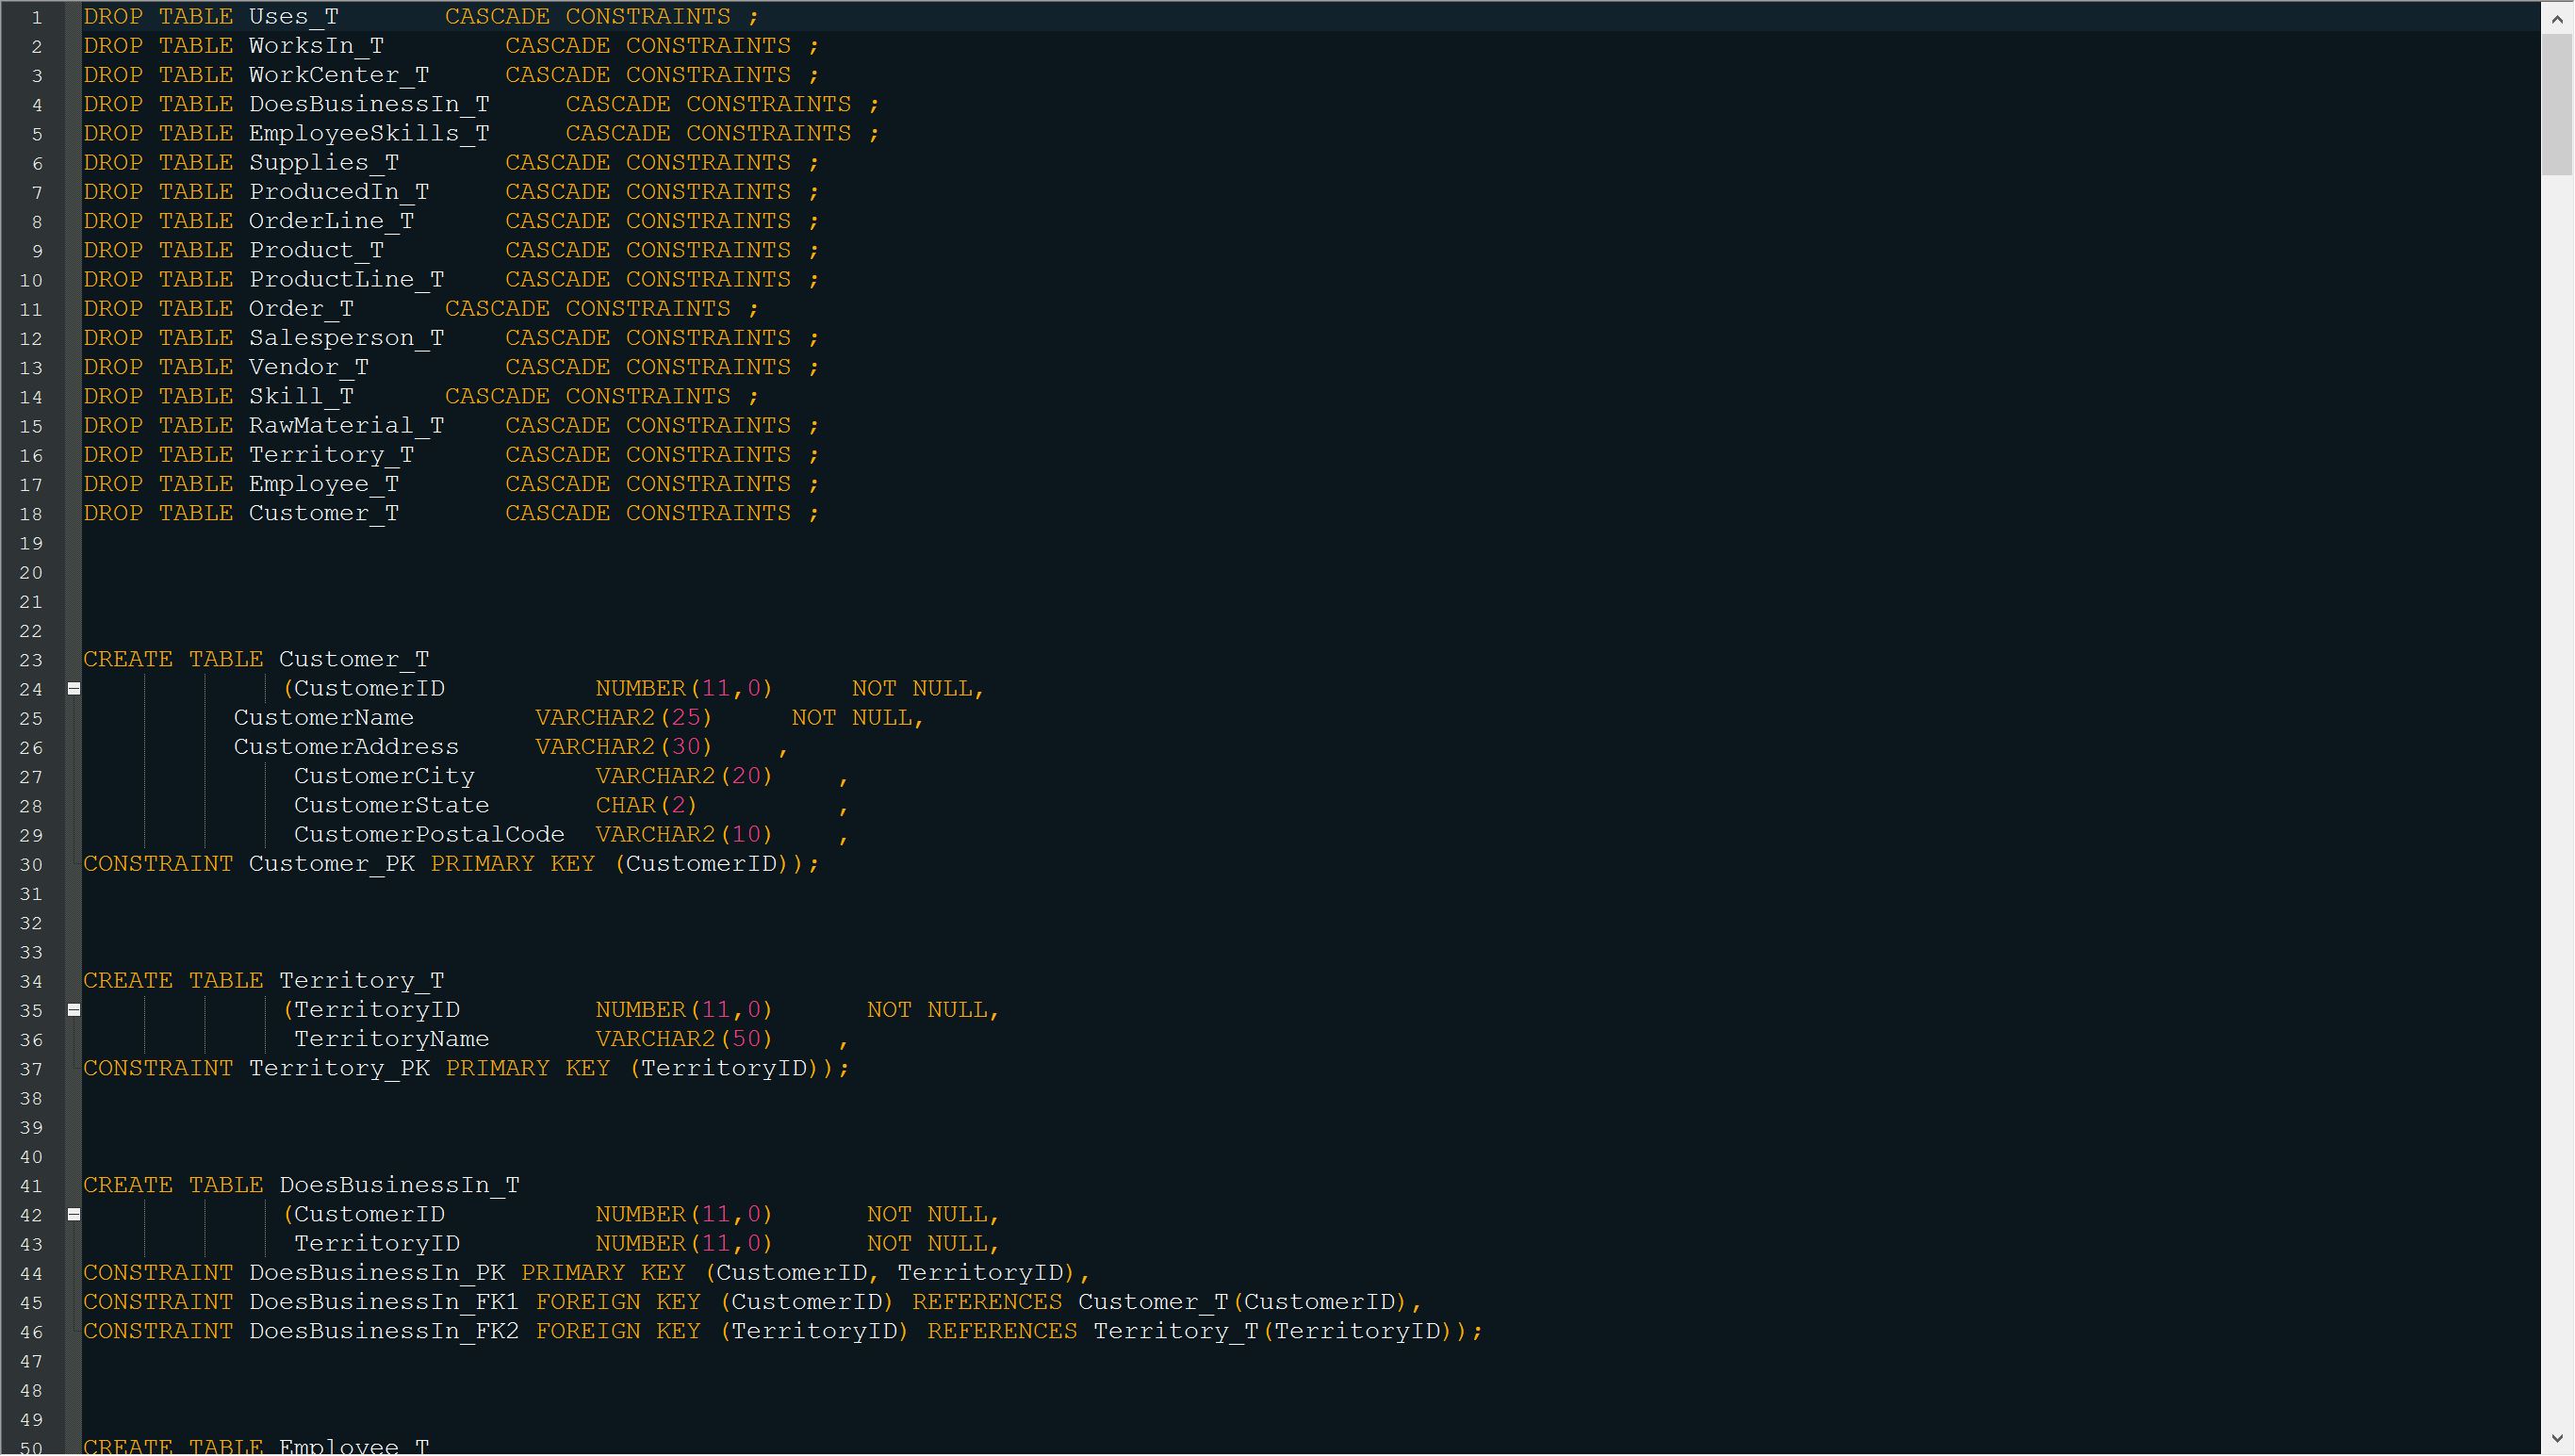 1 DROP TABLE Uses_T CASCADE CONSTRAINTS ;
2 DROP TABLE WorksIn_T CASCADE CONSTRAINTS ;
3 DROP TABLE WorkCenter_T CASCADE CONSTRAINTS ;
4 DROP TABLE DoesBusinessIn_T CASCADE CONSTRAINTS ;
5 DROP TABLE EmployeeSkills_T CASCADE CONSTRAINTS ;
6 DROP TABLE Supplies_T CASCADE CONSTRAINTS ;
7 DROP TABLE ProducedIn_T CASCADE CONSTRAINTS ;
8 DROP TABLE OrderLine_T CASCADE CONSTRAINTS ;
9 DROP TABLE Product_T CASCADE CONSTRAINTS ;
10 DROP TABLE ProductLine_T CASCADE CONSTRAINTS ;
11 DROP TABLE Order_T CASCADE CONSTRAINTS ;
12 DROP TABLE Salesperson_T CASCADE CONSTRAINTS ;
13 DROP TABLE Vendor_T CASCADE CONSTRAINTS ;
14 DROP TABLE Skill_T CASCADE CONSTRAINTS ;
15 DROP TABLE RawMaterial_T CASCADE CONSTRAINTS ;
16 DROP TABLE Territory_T CASCADE CONSTRAINTS ;
17 DROP TABLE Employee_T CASCADE CONSTRAINTS ;
18 DROP TABLE Customer_T CASCADE CONSTRAINTS ;
19
20
21
22
23 CREATE TABLE Customer_T
24 (CustomerID NUMBER(11,0) NOT NULL,
25 CustomerName VARCHAR2(25) NOT NULL,
26 CustomerAddress VARCHAR2(30) ,
27 CustomerCity VARCHAR2(20) ,
28 CustomerState CHAR(2) ,
29 CustomerPostalCode VARCHAR2(10) ,
30 CONSTRAINT Customer_PK PRIMARY KEY (CustomerID));
31
32
33
34 CREATE TABLE Territory_T
35 (TerritoryID NUMBER(11,0) NOT NULL,
36 TerritoryName VARCHAR2(50) ,
37 CONSTRAINT Territory_PK PRIMARY KEY (TerritoryID));
38
39
40
41 CREATE TABLE DoesBusinessIn_T
42 (CustomerID NUMBER(11,0) NOT NULL,
43 TerritoryID NUMBER(11,0) NOT NULL,
44 CONSTRAINT DoesBusinessIn_PK PRIMARY KEY (CustomerID, TerritoryID),
45 CONSTRAINT DoesBusinessIn_FK1 FOREIGN KEY (CustomerID) REFERENCES Customer_T(CustomerID),
46 CONSTRAINT DoesBusinessIn_FK2 FOREIGN KEY (TerritoryID) REFERENCES Territory_T(TerritoryID));
47
48
49
50 CREATE TABLE Employee_T